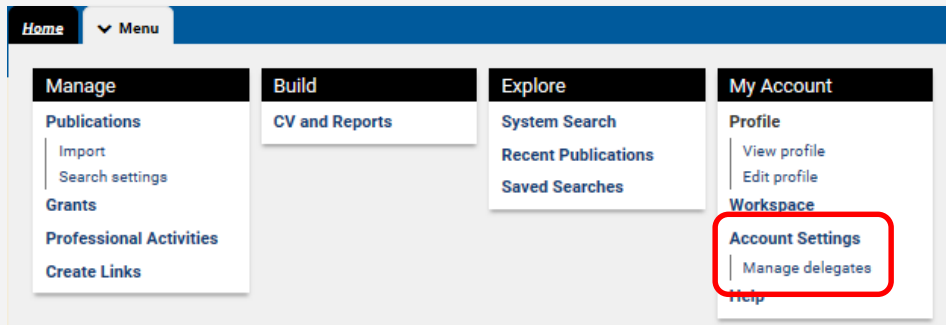 Home
Menu
Manage
Publications
Import
Search settings
Grants
Professional Activities
Create Links
Build
CV and Reports
Explore
System Search
Recent Publications
Saved Searches
My Account
Profile
View profile
Edit profile
Workspace
Account Settings
Manage delegates
Help